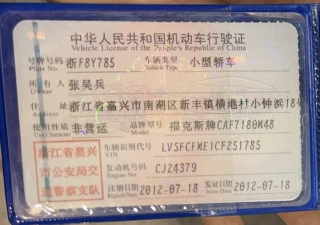 中华人民共和国机动车行驶证
Vehicle License of the People's Republic of China
号牌号码 浙F8Y785 车辆类型 小型轿车
Plate No. Vehicle Type
所有人 张昊兵
Owner
住址 浙江省嘉兴市南湖区新丰镇横港村小钟浜18
Address
使用性质 非营运 品牌型号 福克斯牌CAF7180M48
Use Character Model
浙江省嘉兴
市公安局交
通警察支队
车辆识别代号 LVSFCFMEICF251785
VIN
发动机号码 CJ24379
Engine No.
注册日期 2012-07-18 发证日期 2012-07-18
Register Date Issue Date